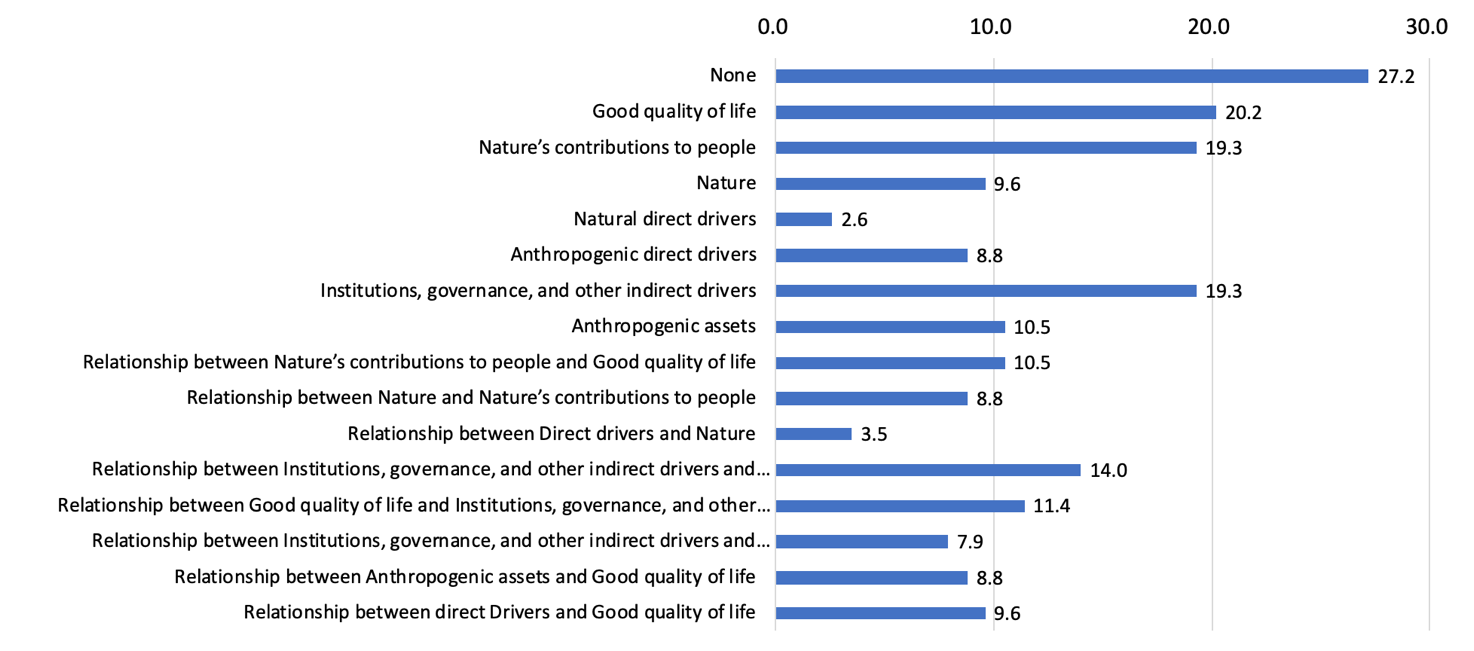 0.0 10.0 20.0 30.0
None 27.2
Good quality of life 20.2
Nature’s contributions to people 19.3
Nature 9.6
Natural direct drivers 2.6
Anthropogenic direct drivers 8.8
Institutions, governance, and other indirect drivers 19.3
Anthropogenic assets 10.5
Relationship between Nature’s contributions to people and Good quality of life 10.5
Relationship between Nature and Nature’s contributions to people 8.8
Relationship between Direct drivers and Nature 3.5
Relationship between Institutions, governance, and other indirect drivers and… 14.0
Relationship between Good quality of life and Institutions, governance, and other… 11.4
Relationship between Institutions, governance, and other indirect drivers and… 7.9
Relationship between Anthropogenic assets and Good quality of life 8.8
Relationship between direct Drivers and Good quality of life 9.6